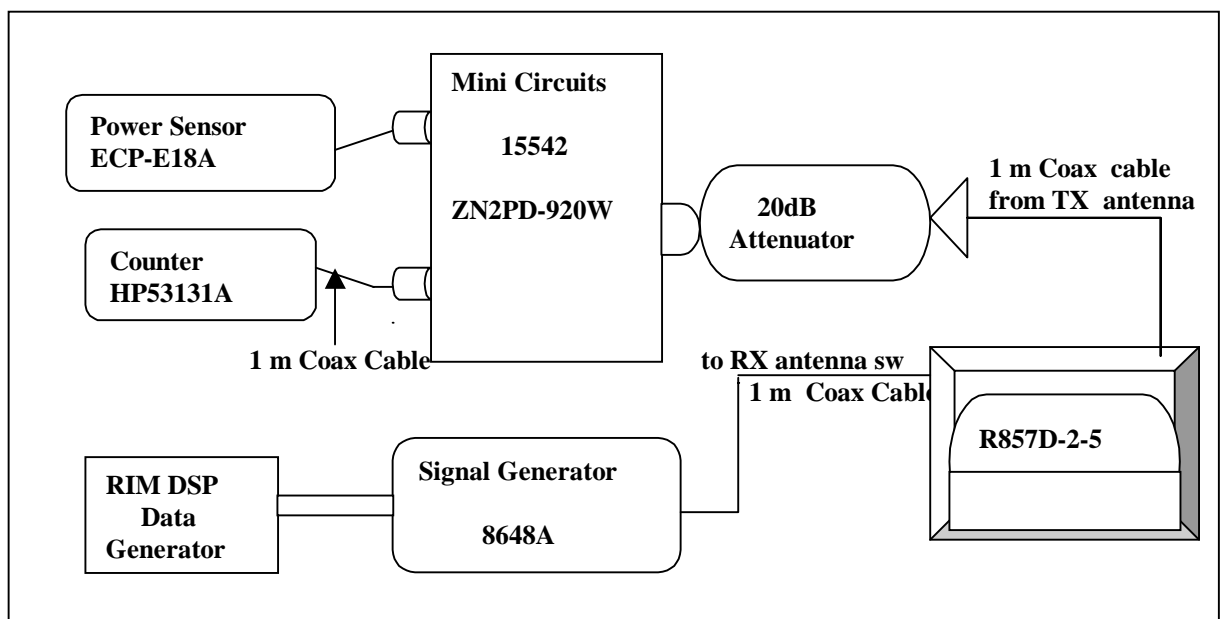 Mini Circuits
15542
ZN2PD-920W
Power Sensor
ECP-E18A
Counter
HP53131A
1 m Coax Cable
20dB
Attenuator
1 m Coax cable
from TX antenna
to RX antenna sw
1 m Coax Cable
R857D-2-5
RIM DSP
Data
Generator
Signal Generator
8648A